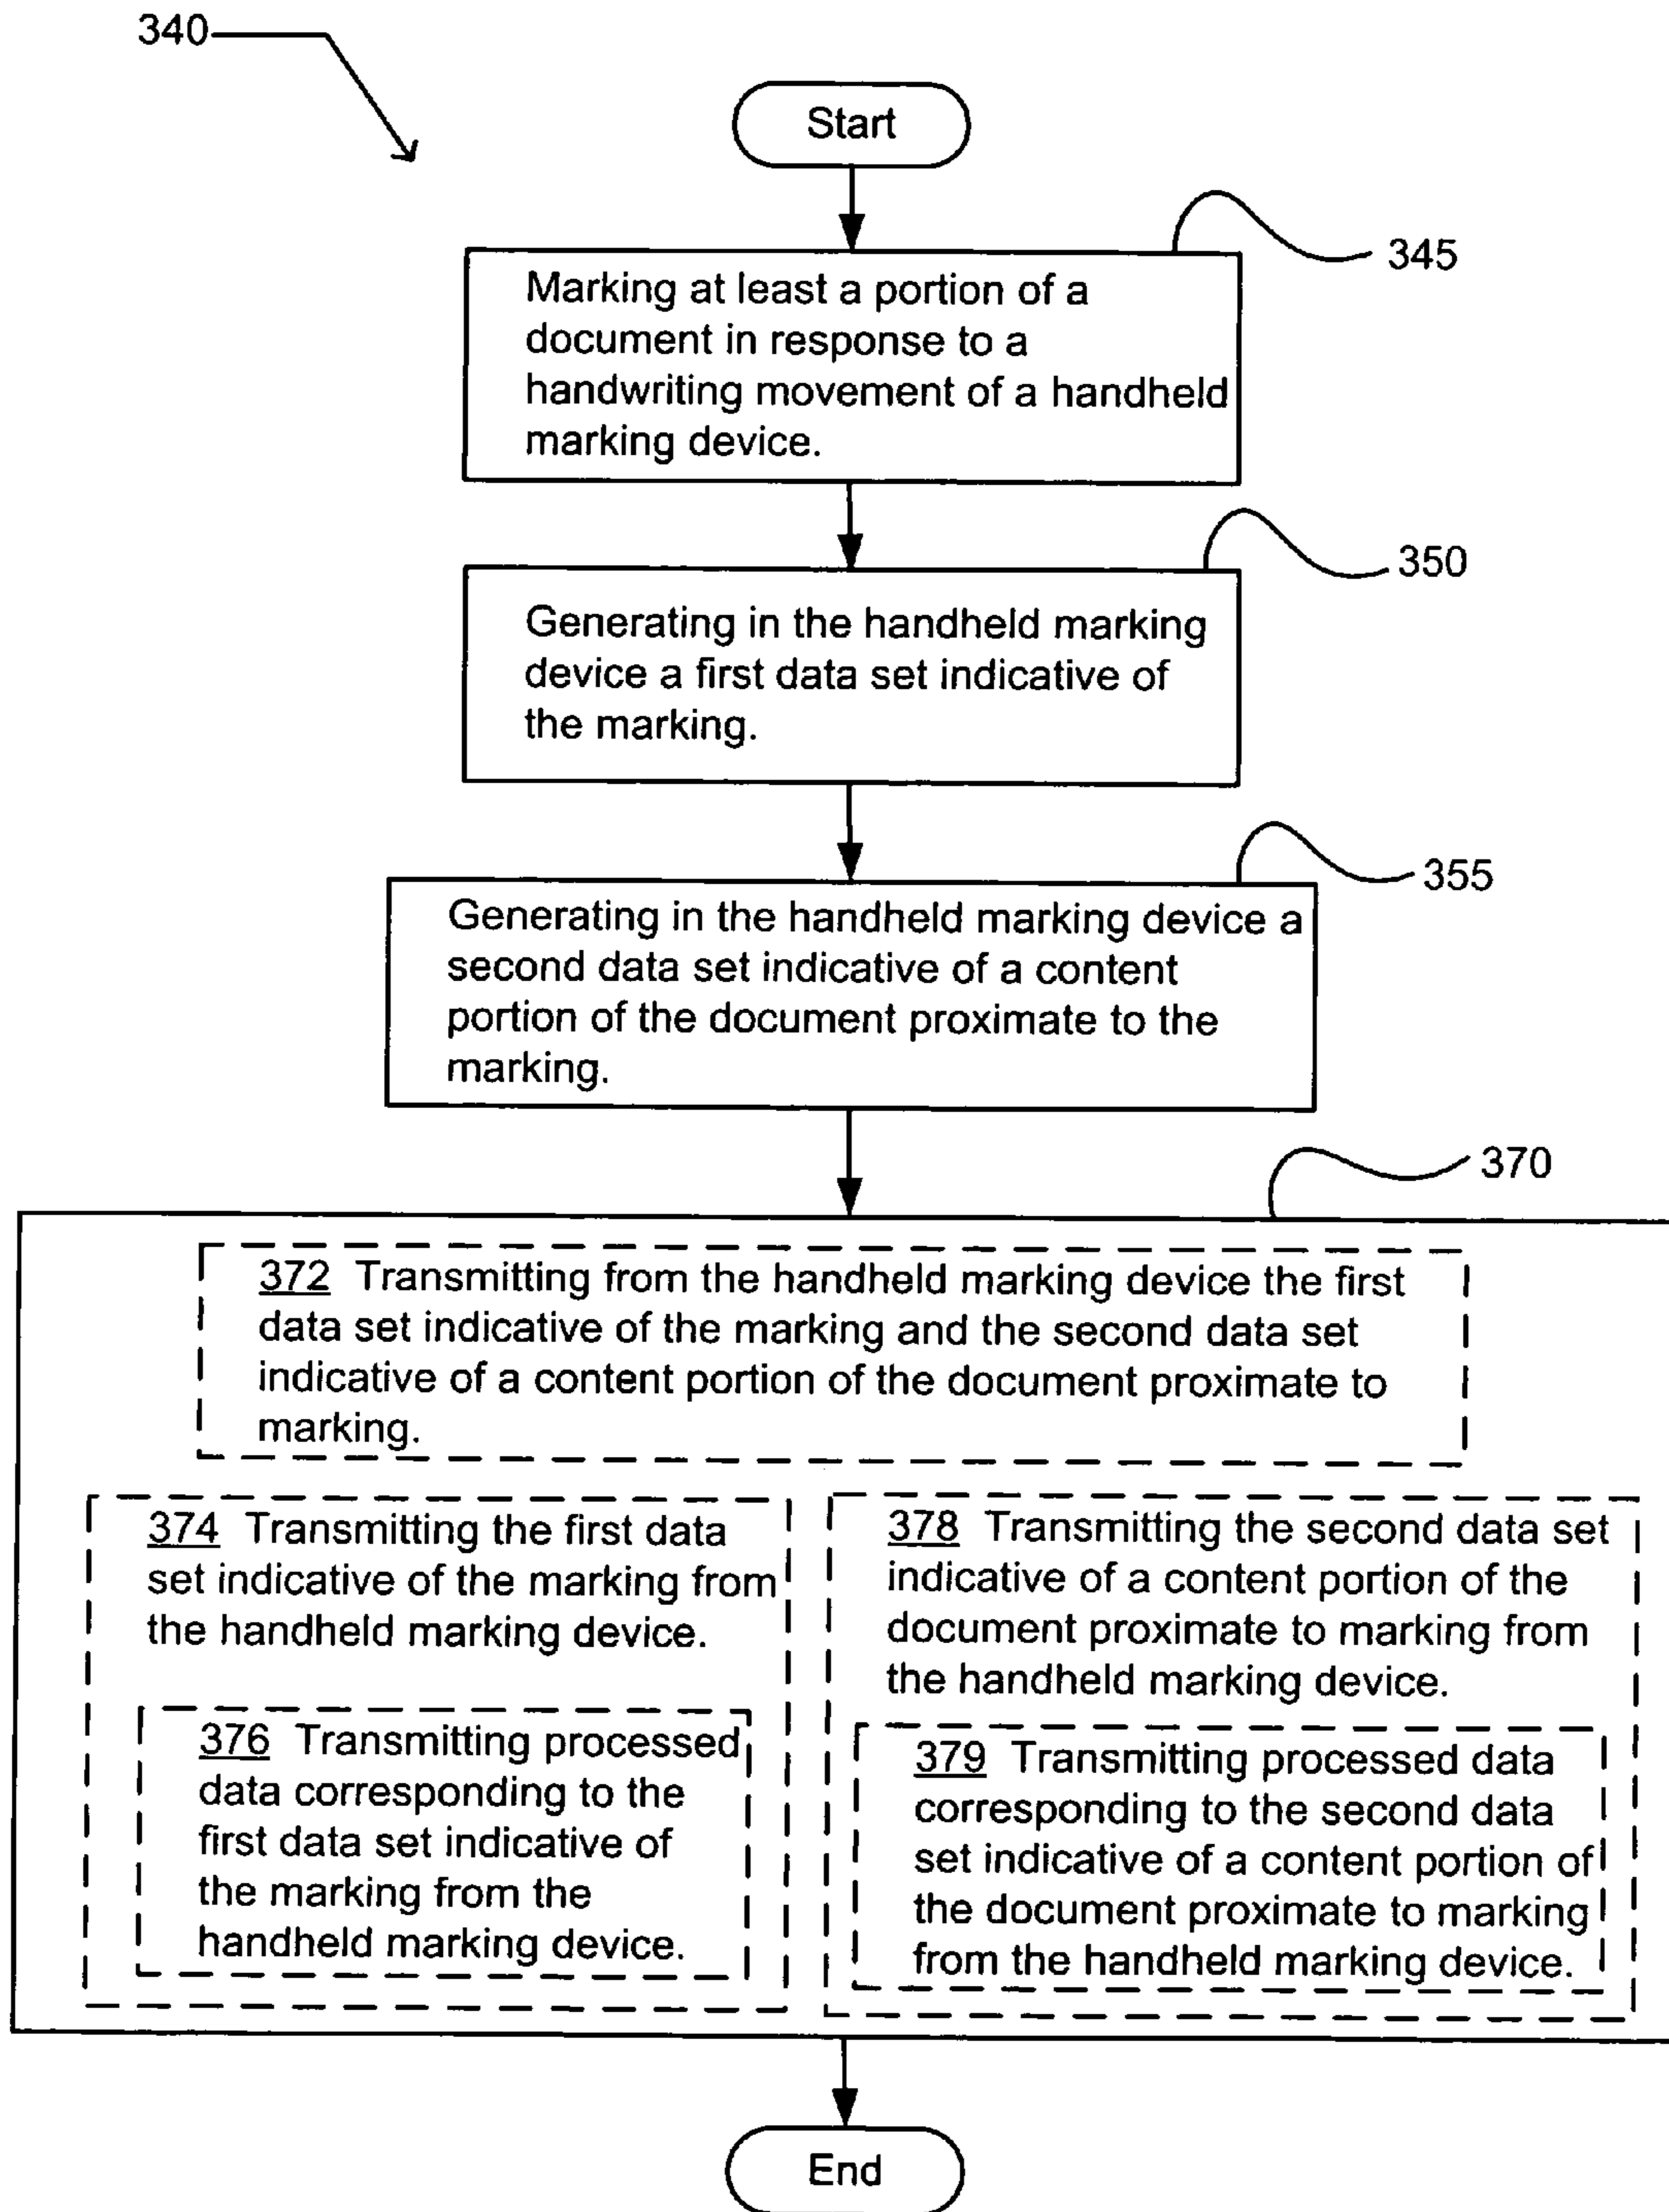 340
Start
345
Marking at least a portion of a
document in response to a
handwriting movement of a handheld
marking device.
350
Generating in the handheld marking
device a first data set indicative of
the marking.
355
Generating in the handheld marking device a
second data set indicative of a content
portion of the document proximate to the
marking.
370
372 Transmitting from the handheld marking device the first
data set indicative of the marking and the second data set
indicative of a content portion of the document proximate to
marking.
374 Transmitting the first data
set indicative of the marking from
the handheld marking device.
376 Transmitting processed
data corresponding to the
first data set indicative of
the marking from the
handheld marking device.
378 Transmitting the second data set
indicative of a content portion of the
document proximate to marking from
the handheld marking device.
379 Transmitting processed data
corresponding to the second data
set indicative of a content portion of
the document proximate to marking
from the handheld marking device.
End